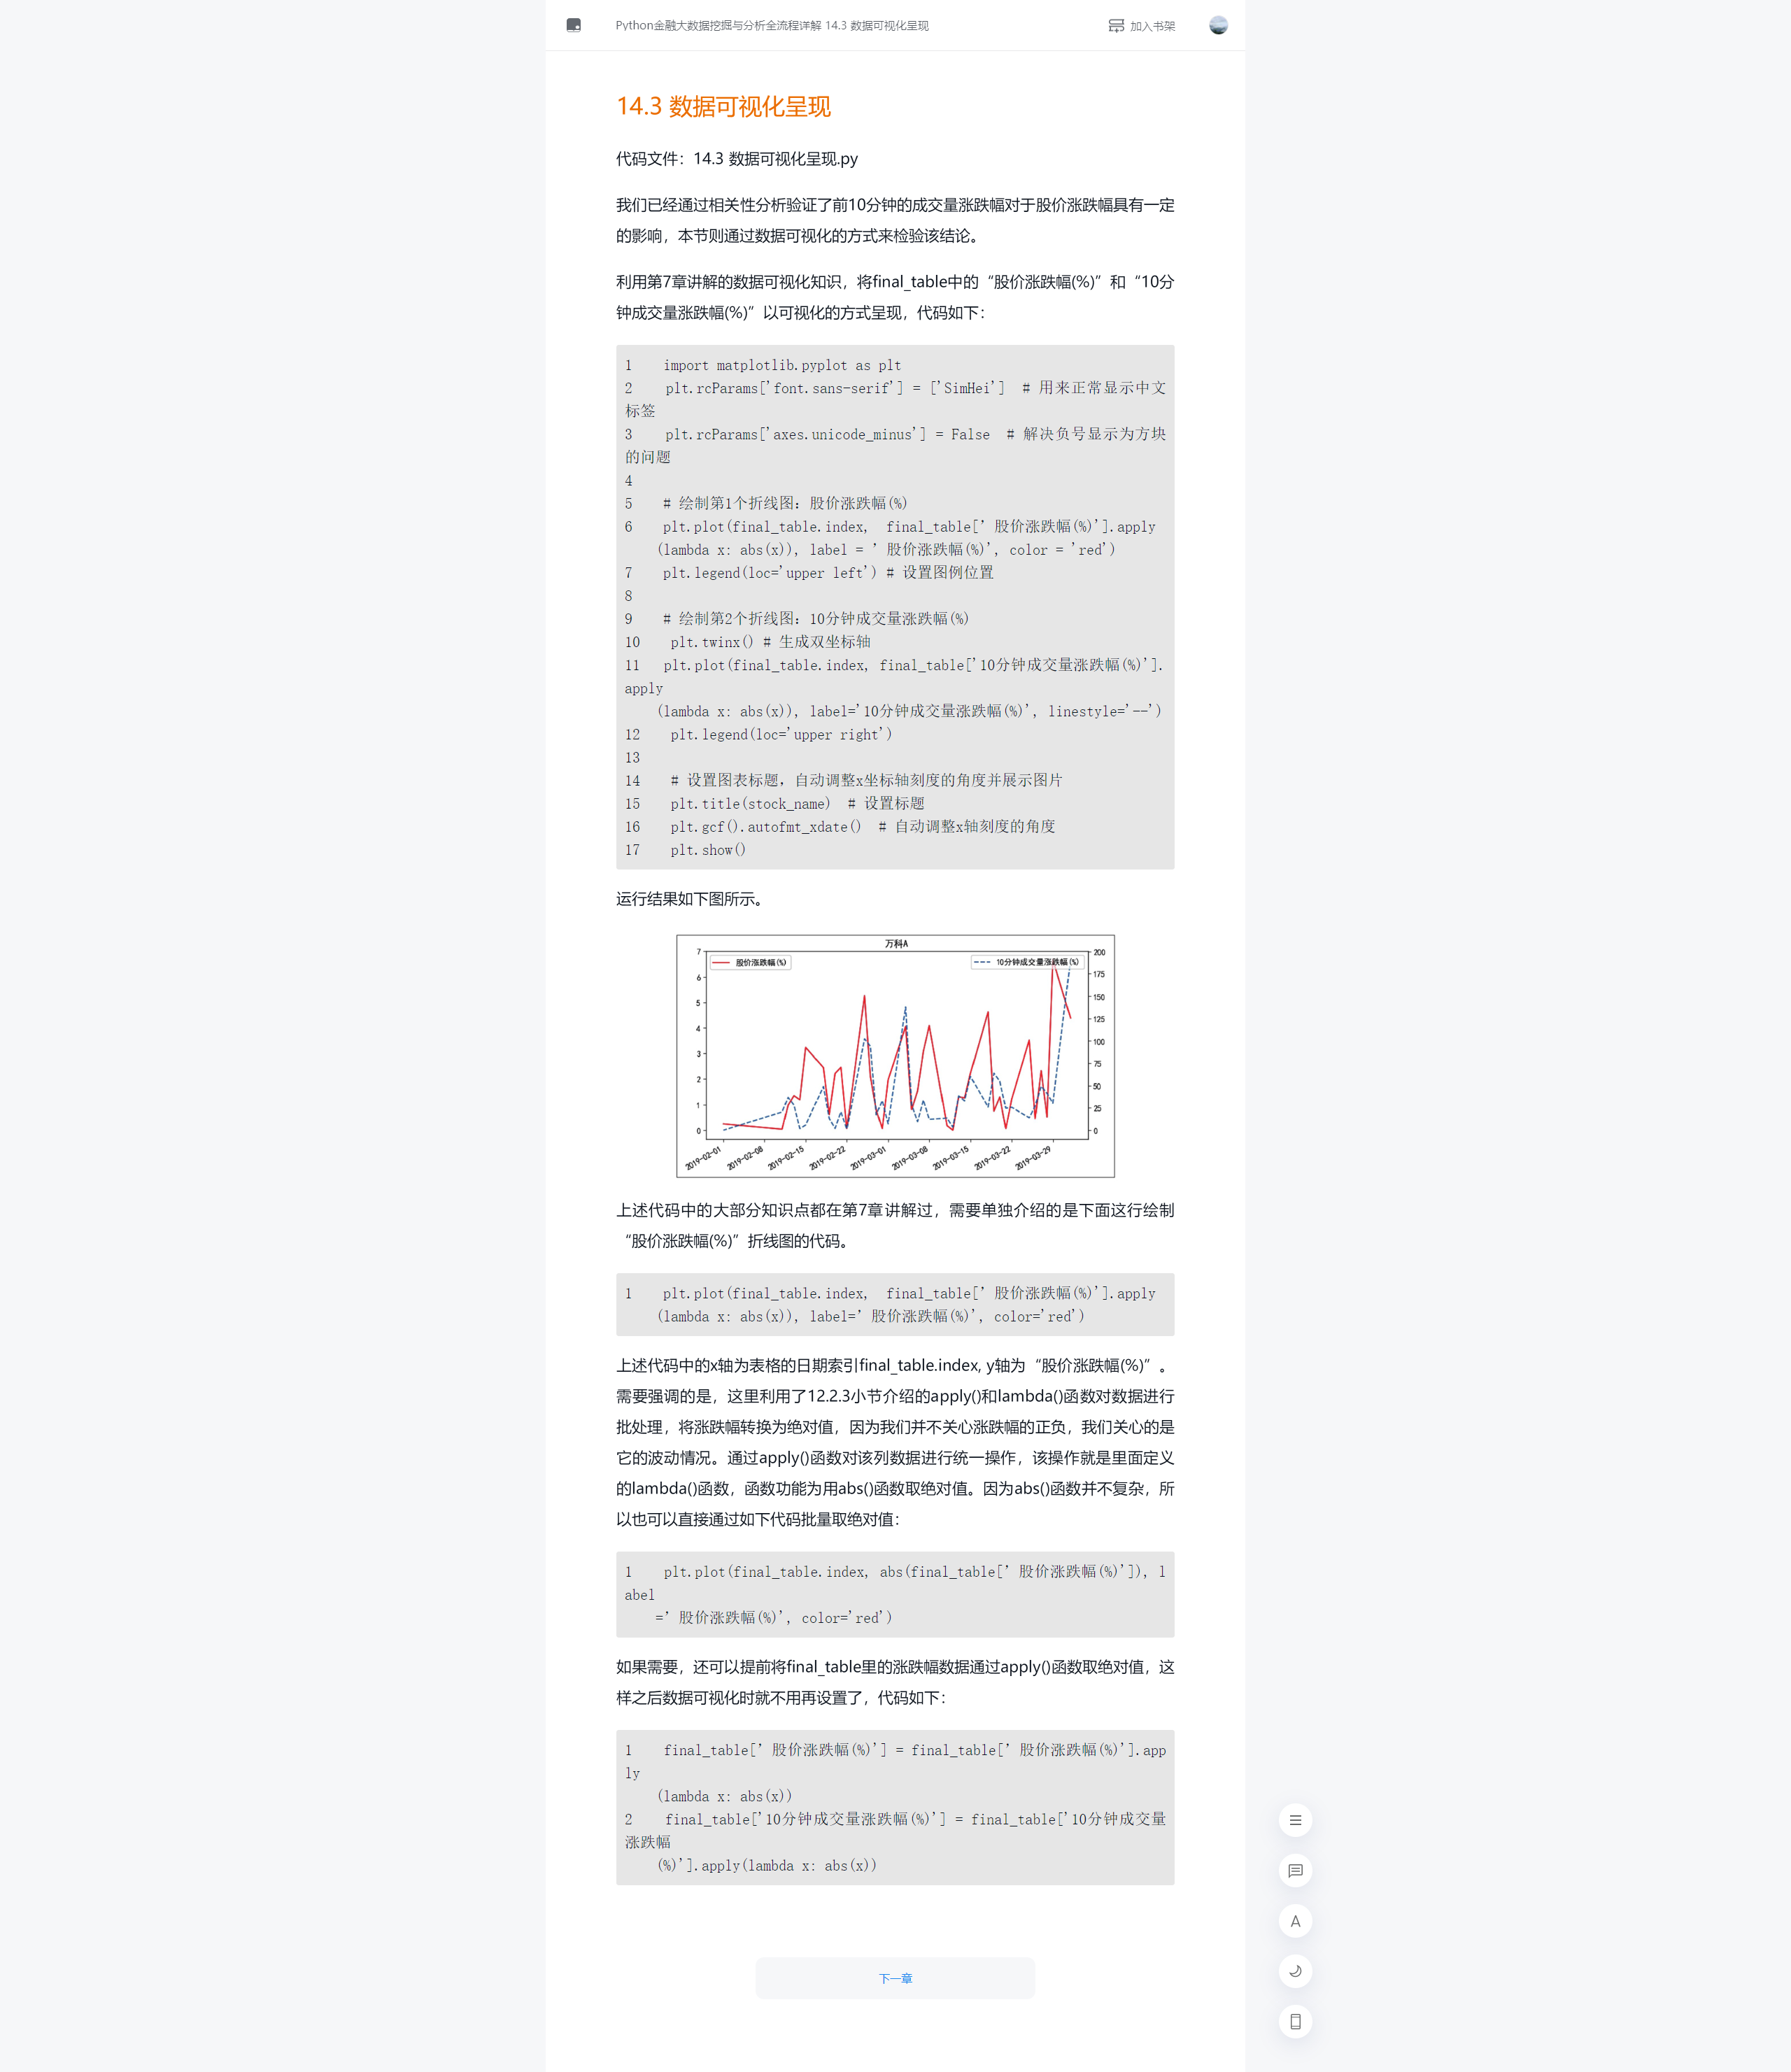 Python金融大数据挖掘与分析全流程详解 14.3 数据可视化呈现
加入书架
14.3 数据可视化呈现
代码文件：14.3 数据可视化呈现.py
我们已经通过相关性分析验证了前10分钟的成交量涨跌幅对于股价涨跌幅具有一定
的影响，本节则通过数据可视化的方式来检验该结论。
利用第7章讲解的数据可视化知识，将final_table中的“股价涨跌幅(%)”和“10分
钟成交量涨跌幅(%)”以可视化的方式呈现，代码如下：
1    import matplotlib.pyplot as plt
2    plt.rcParams['font.sans-serif'] = ['SimHei']  # 用来正常显示中文
标签
3    plt.rcParams['axes.unicode_minus'] = False  # 解决负号显示为方块
的问题
4
5    # 绘制第1个折线图：股价涨跌幅(%)
6    plt.plot(final_table.index,  final_table[’股价涨跌幅(%)'].apply
(lambda x: abs(x)), label = ’股价涨跌幅(%)', color = 'red')
7    plt.legend(loc='upper left') # 设置图例位置
8
9    # 绘制第2个折线图：10分钟成交量涨跌幅(%)
10    plt.twinx() # 生成双坐标轴
11   plt.plot(final_table.index, final_table['10分钟成交量涨跌幅(%)'].
apply
(lambda x: abs(x)), label='10分钟成交量涨跌幅(%)', linestyle='--')
12    plt.legend(loc='upper right')
13
14    # 设置图表标题，自动调整x坐标轴刻度的角度并展示图片
15    plt.title(stock_name)  # 设置标题
16    plt.gcf().autofmt_xdate()  # 自动调整x轴刻度的角度
17    plt.show()
运行结果如下图所示。
万科A
股价涨跌幅(%)
10分钟成交量涨跌幅(%)
7
6
5
4
3
2
1
0
200
175
150
125
100
75
50
25
0
2019-02-01
2019-02-08
2019-02-15
2019-02-22
2019-03-01
2019-03-08
2019-03-15
2019-03-22
2019-03-29
上述代码中的大部分知识点都在第7章讲解过，需要单独介绍的是下面这行绘制
“股价涨跌幅(%)”折线图的代码。
1    plt.plot(final_table.index,  final_table[’股价涨跌幅(%)'].apply
(lambda x: abs(x)), label=’股价涨跌幅(%)', color='red')
上述代码中的x轴为表格的日期索引final_table.index, y轴为“股价涨跌幅(%)”。
需要强调的是，这里利用了12.2.3小节介绍的apply()和lambda()函数对数据进行
批处理，将涨跌幅转换为绝对值，因为我们并不关心涨跌幅的正负，我们关心的是
它的波动情况。通过apply()函数对该列数据进行统一操作，该操作就是里面定义
的lambda()函数，函数功能为用abs()函数取绝对值。因为abs()函数并不复杂，所
以也可以直接通过如下代码批量取绝对值：
1    plt.plot(final_table.index, abs(final_table[’股价涨跌幅(%)']), l
abel
=’股价涨跌幅(%)', color='red')
如果需要，还可以提前将final_table里的涨跌幅数据通过apply()函数取绝对值，这
样之后数据可视化时就不用再设置了，代码如下：
1    final_table[’股价涨跌幅(%)'] = final_table[’股价涨跌幅(%)'].app
ly
(lambda x: abs(x))
2    final_table['10分钟成交量涨跌幅(%)'] = final_table['10分钟成交量
涨跌幅
(%)'].apply(lambda x: abs(x))
下一章
A